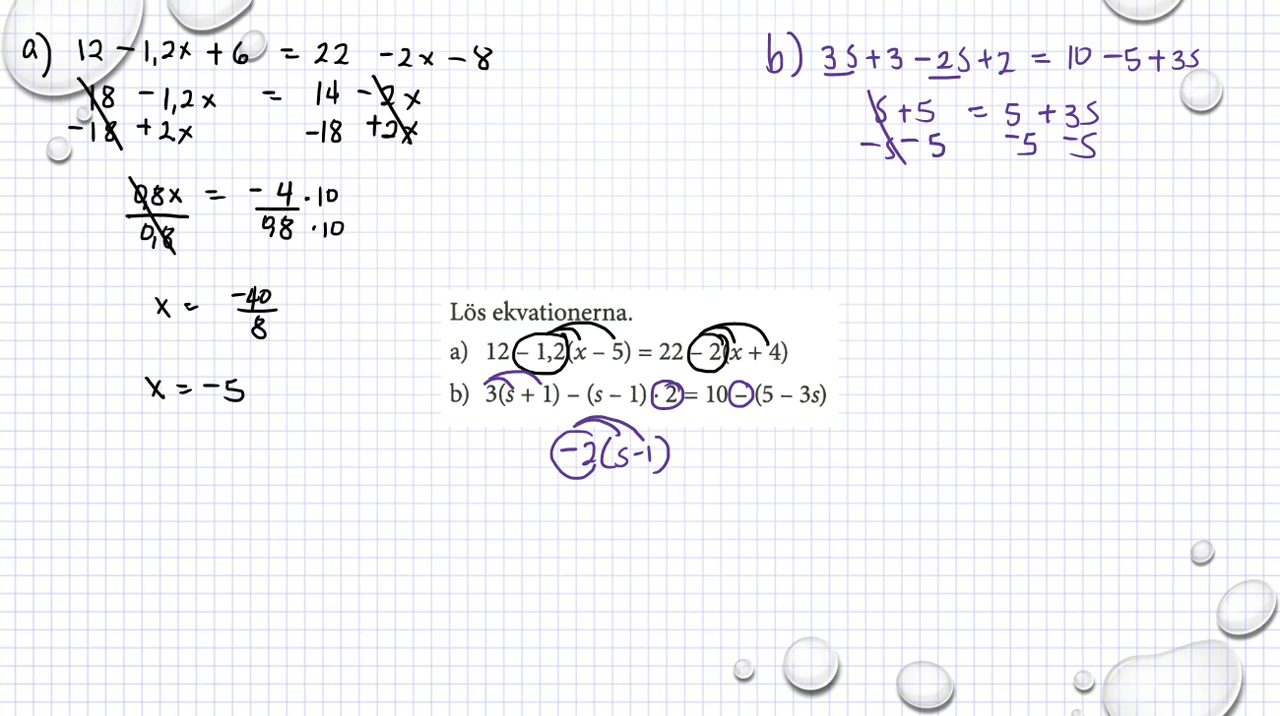 a) 12 - 1,2x + 6 = 22 - 2x - 8
18 - 1,2x = 14 - 2x
-18 + 2x -18 + 2x
0,8x = -4 · 10
0,8 0,8 · 10
x = -40
8
x = -5
b) 3s + 3 - 2s + 2 = 10 - 5 + 3s
s + 5 = 5 + 3s
-s - 5 -5 -s
Lös ekvationerna.
a) 12 – 1,2(x – 5) = 22 – 2(x + 4)
b) 3(s + 1) – (s – 1) · 2 = 10 – (5 – 3s)
-2(s-1)